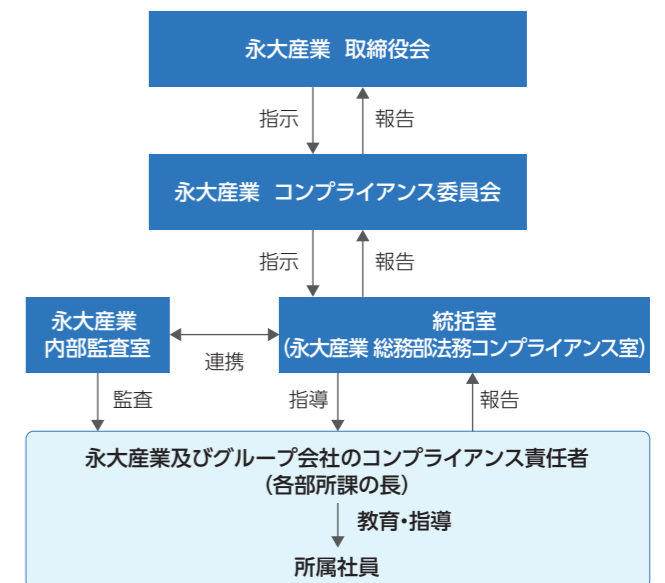 永大産業 取締役会
指示
報告
永大産業 コンプライアンス委員会
指示
報告
永大産業
内部監査室
連携
統括室
(永大産業 総務部法務コンプライアンス室)
監査
指導
報告
永大産業及びグループ会社のコンプライアンス責任者
(各部所課の長)
教育・指導
所属社員